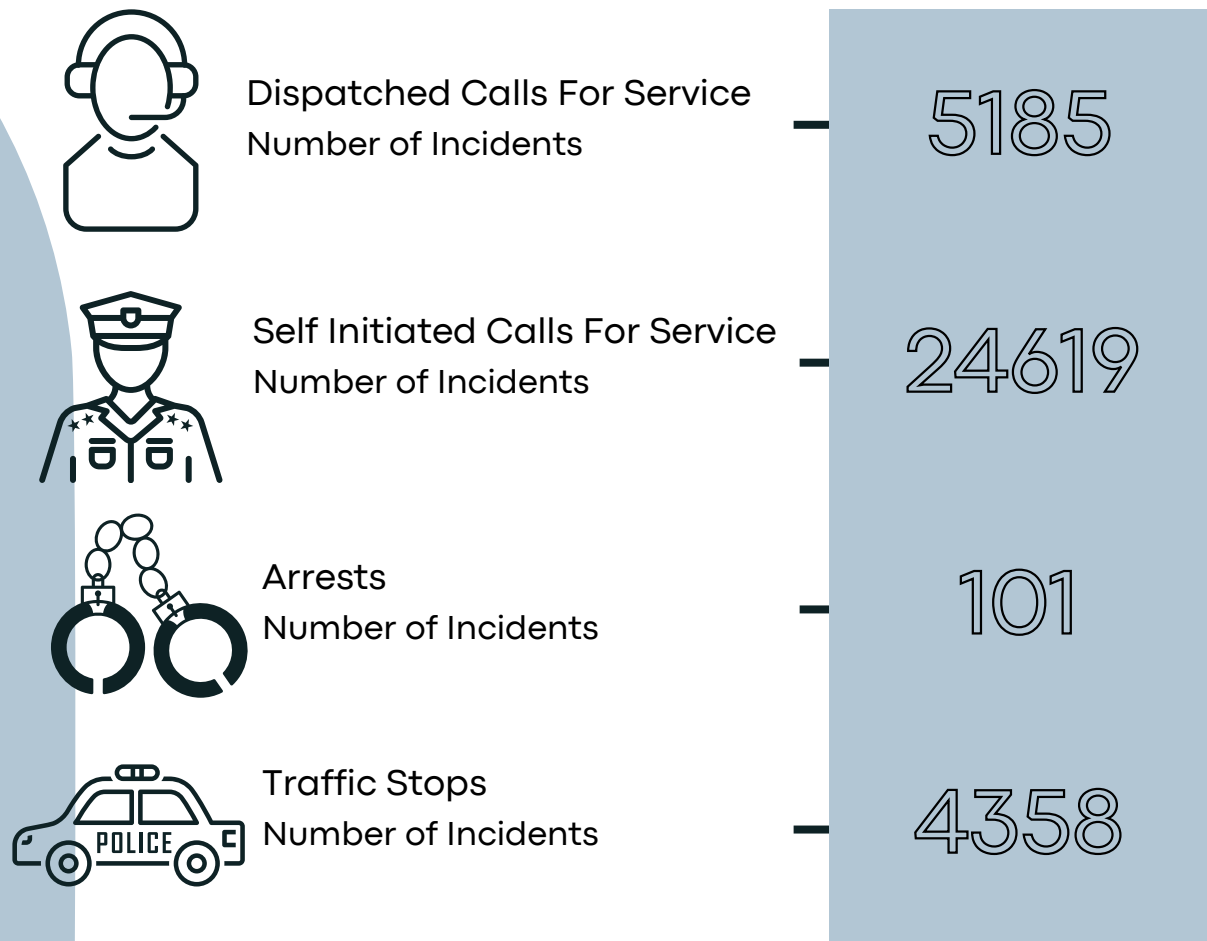 Dispatched Calls For Service
Number of Incidents
5185
Self Initiated Calls For Service
Number of Incidents
24619
Arrests
Number of Incidents
101
Traffic Stops
Number of Incidents
4358
POLICE